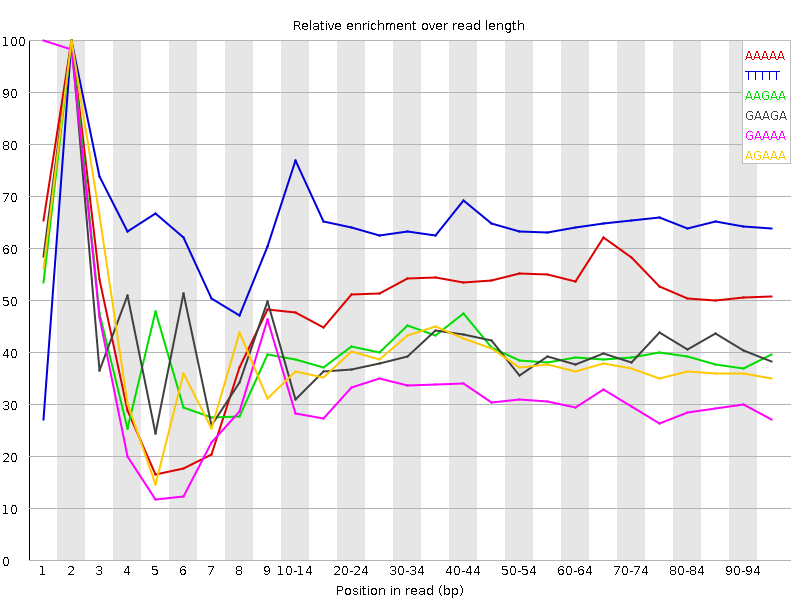 Relative enrichment over read length
100
90
80
70
60
50
40
30
20
10
0
AAAAA
TTTTT
AAGAA
GAAGA
GAAAA
AGAAA
1 2 3 4 5 6 7 8 9 10-14 20-24 30-34 40-44 50-54 60-64 70-74 80-84 90-94
Position in read (bp)